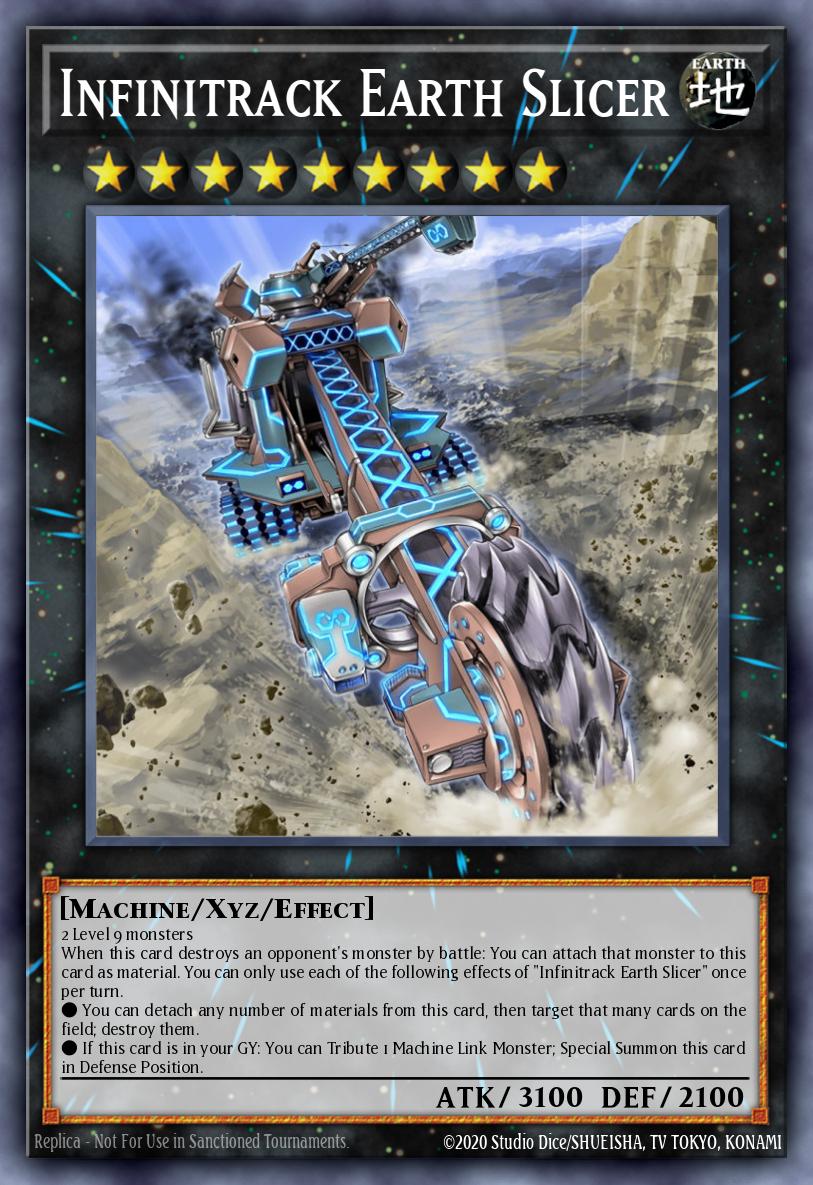 Infinitrack Earth Slicer
EARTH
地
[Machine/Xyz/Effect]
2 Level 9 monsters
When this card destroys an opponent's monster by battle: You can attach that monster to this
card as material. You can only use each of the following effects of "Infinitrack Earth Slicer" once
per turn.
● You can detach any number of materials from this card, then target that many cards on the
field; destroy them.
● If this card is in your GY: You can Tribute 1 Machine Link Monster; Special Summon this card
in Defense Position.
ATK/ 3100 DEF/ 2100
Replica - Not For Use in Sanctioned Tournaments.
©2020 Studio Dice/SHUEISHA, TV TOKYO, KONAMI